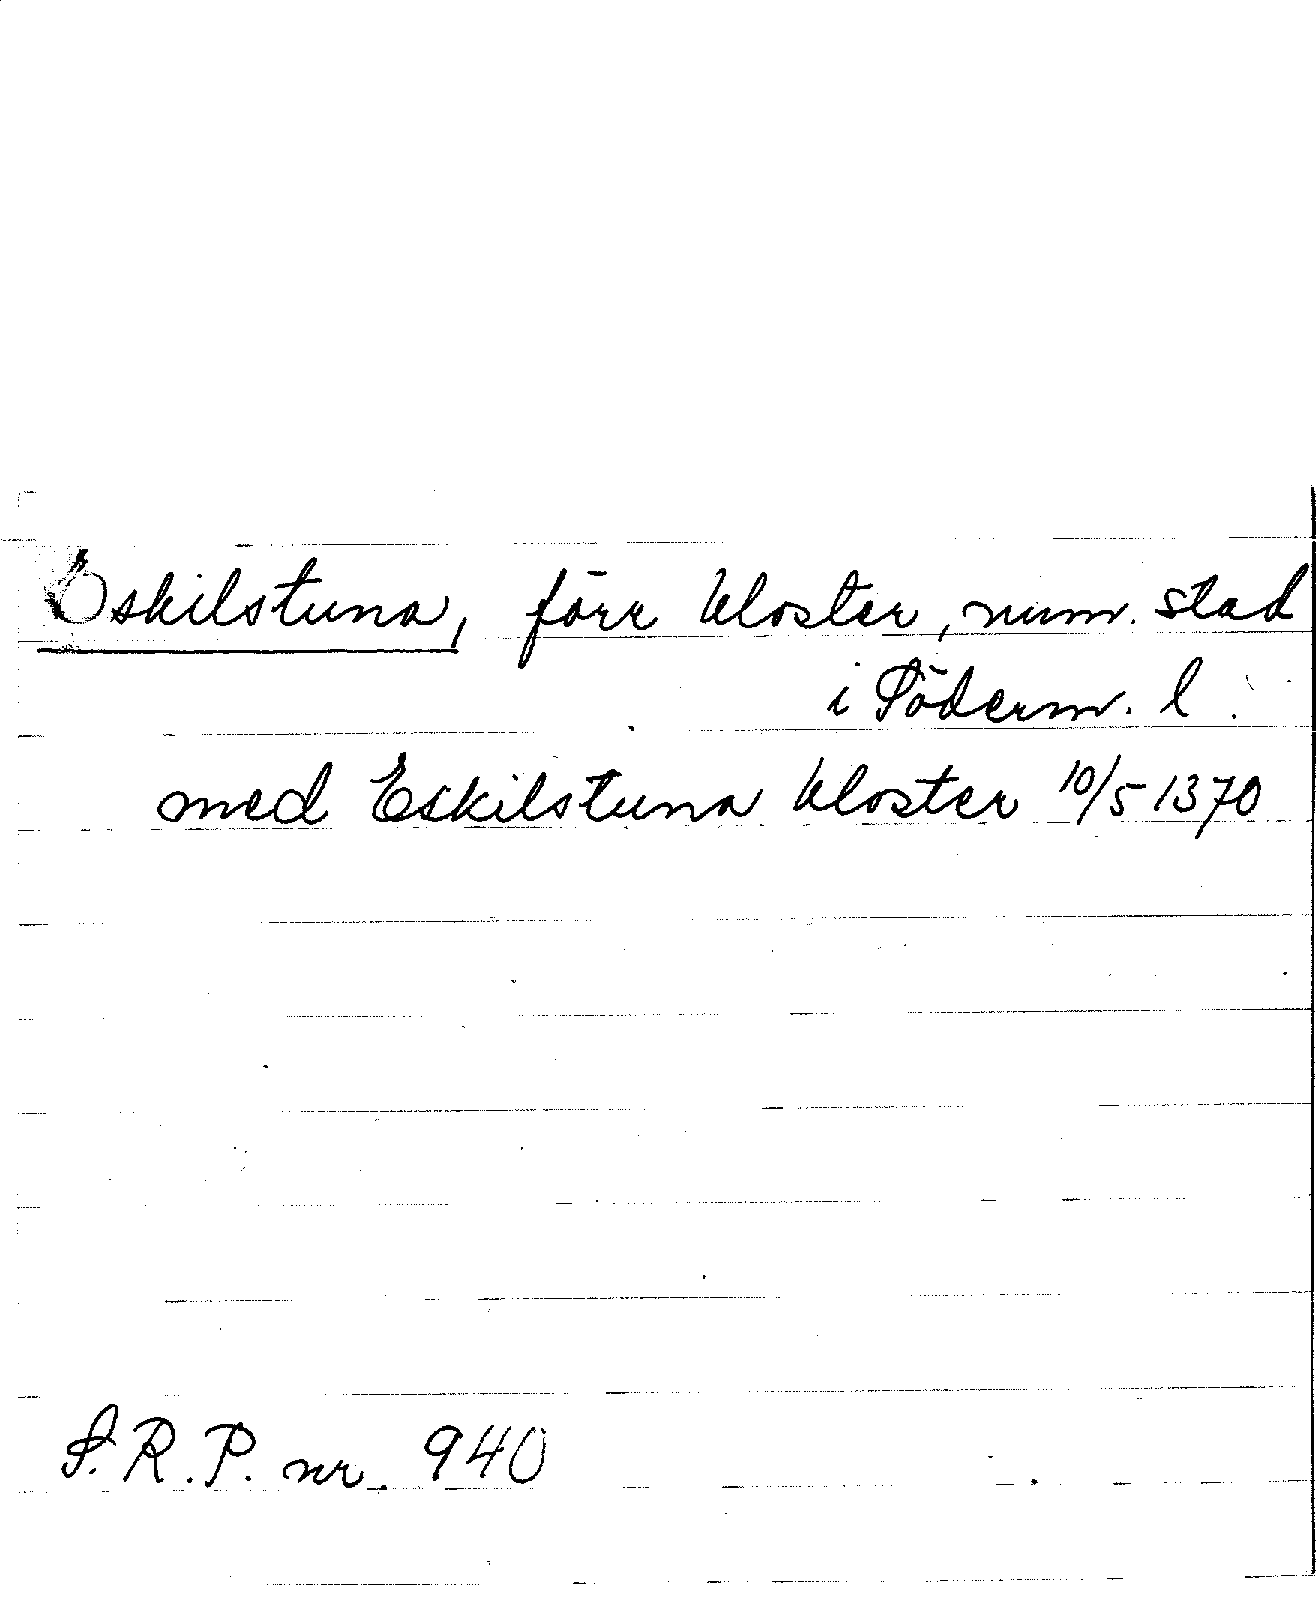 Eskilstuna, förr kloster, num. stad
i Söderm. l.
med Eskilstuna kloster 10/5 1370
S.R.P. nr. 940